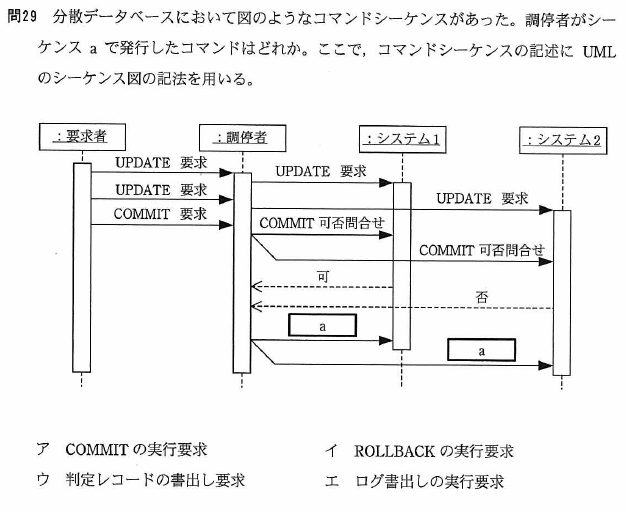 問29 分散データベースにおいて図のようなコマンドシーケンスがあった。調停者がシー
ケンス a で発行したコマンドはどれか。ここで，コマンドシーケンスの記述に UML
のシーケンス図の記法を用いる。
：要求者
：調停者
：システム1
：システム2
UPDATE 要求
UPDATE 要求
UPDATE 要求
UPDATE 要求
COMMIT 要求
COMMIT 可否問合せ
COMMIT 可否問合せ
可
否
a
a
ア COMMIT の実行要求
イ ROLLBACK の実行要求
ウ 判定レコードの書出し要求
エ ログ書出しの実行要求